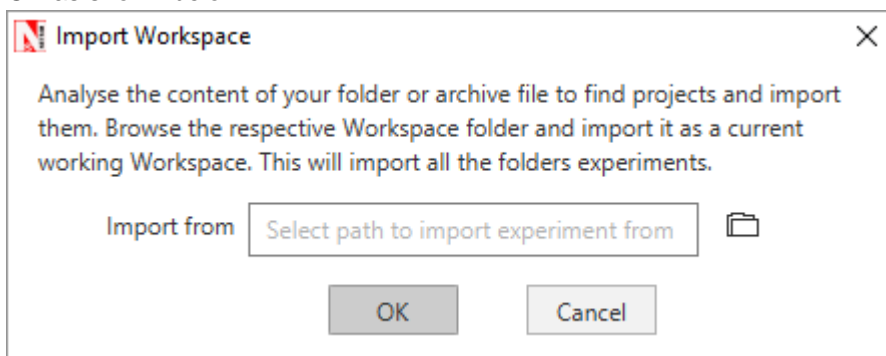 Import Workspace
Analyse the content of your folder or archive file to find projects and import
them. Browse the respective Workspace folder and import it as a current
working Workspace. This will import all the folders experiments.
Import from
Select path to import experiment from
OK
Cancel